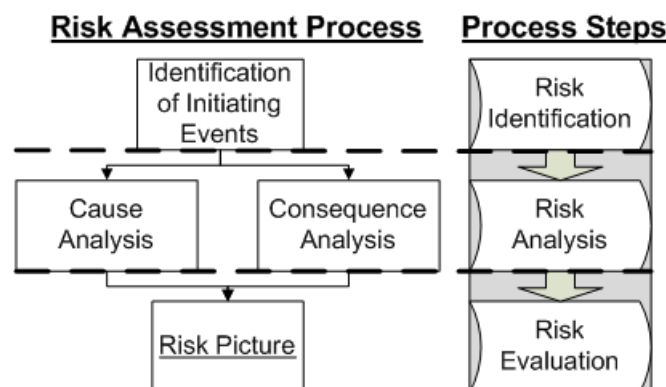 Risk Assessment Process
Process Steps
Identification
of Initiating
Events
Risk
Identification
Cause
Analysis
Consequence
Analysis
Risk
Analysis
Risk Picture
Risk
Evaluation